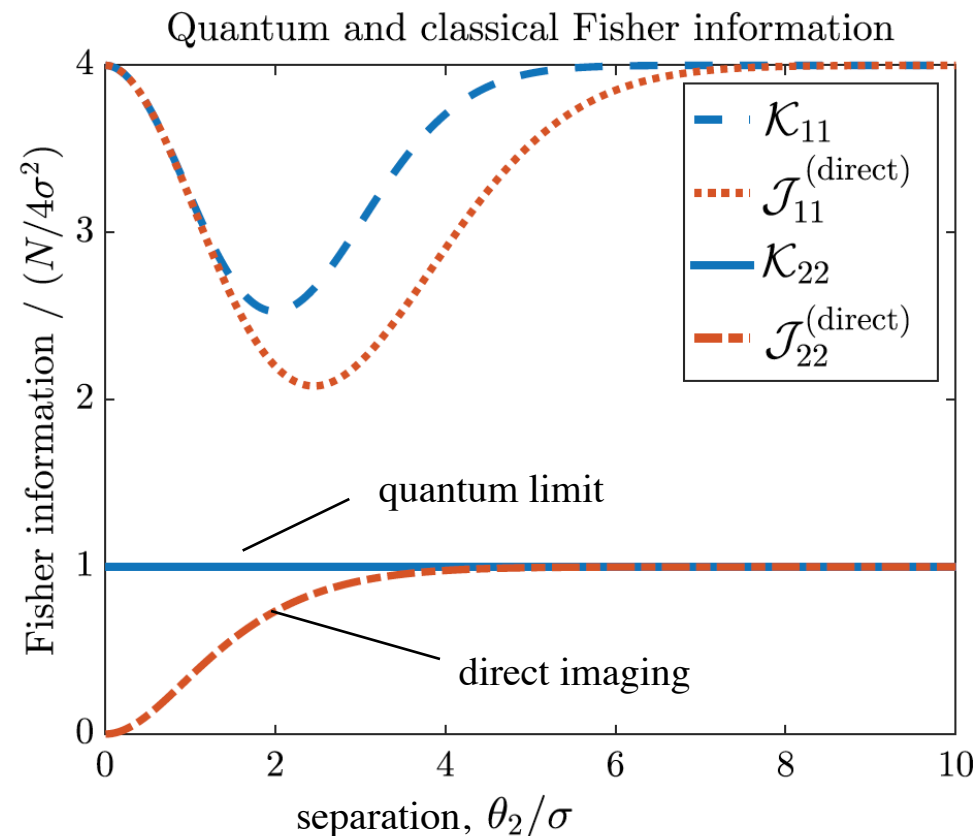 Quantum and classical Fisher information
Fisher information / (N/4σ²)
4
3
2
1
0
𝒦₁₁
𝒥₁₁^(direct)
𝒦₂₂
𝒥₂₂^(direct)
quantum limit
direct imaging
0 2 4 6 8 10
separation, θ₂/σ